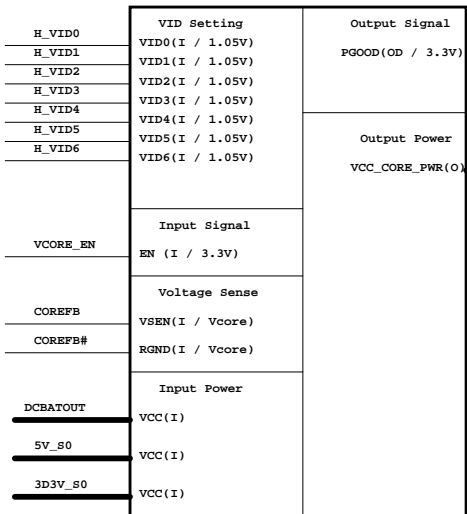 VID Setting
H_VID0
VID0(I / 1.05V)
H_VID1
VID1(I / 1.05V)
H_VID2
VID2(I / 1.05V)
H_VID3
VID3(I / 1.05V)
H_VID4
VID4(I / 1.05V)
H_VID5
VID5(I / 1.05V)
H_VID6
VID6(I / 1.05V)
Input Signal
VCORE_EN
EN (I / 3.3V)
Voltage Sense
COREFB
VSEN(I / Vcore)
COREFB#
RGND(I / Vcore)
Input Power
DCBATOUT
VCC(I)
5V_S0
VCC(I)
3D3V_S0
VCC(I)
Output Signal
PGOOD(OD / 3.3V)
Output Power
VCC_CORE_PWR(O)